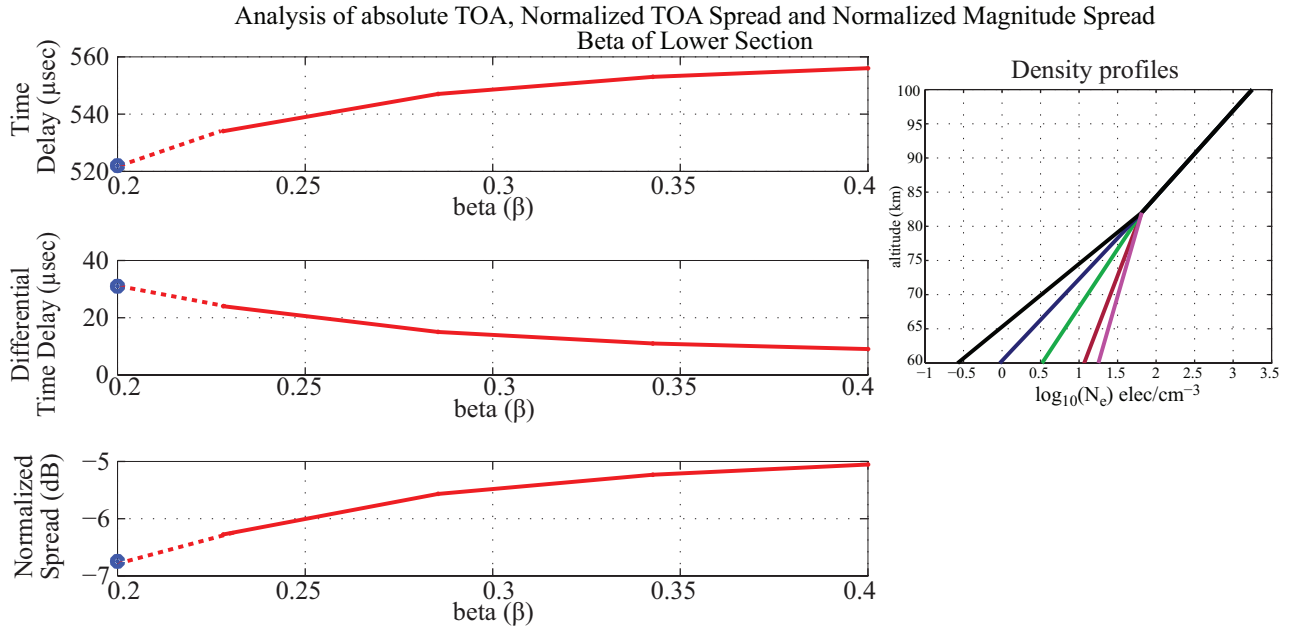 Analysis of absolute TOA, Normalized TOA Spread and Normalized Magnitude Spread
Beta of Lower Section
Time
Delay (μsec)
560
540
520
0.2 0.25 0.3 0.35 0.4
beta (β)
Differential
Time Delay (μsec)
40
20
0
0.2 0.25 0.3 0.35 0.4
beta (β)
Normalized
Spread (dB)
−5
−6
−7
0.2 0.25 0.3 0.35 0.4
beta (β)
Density profiles
altitude (km)
100
95
90
85
80
75
70
65
60
−1 −0.5 0 0.5 1 1.5 2 2.5 3 3.5
log₁₀(Nₑ) elec/cm⁻³